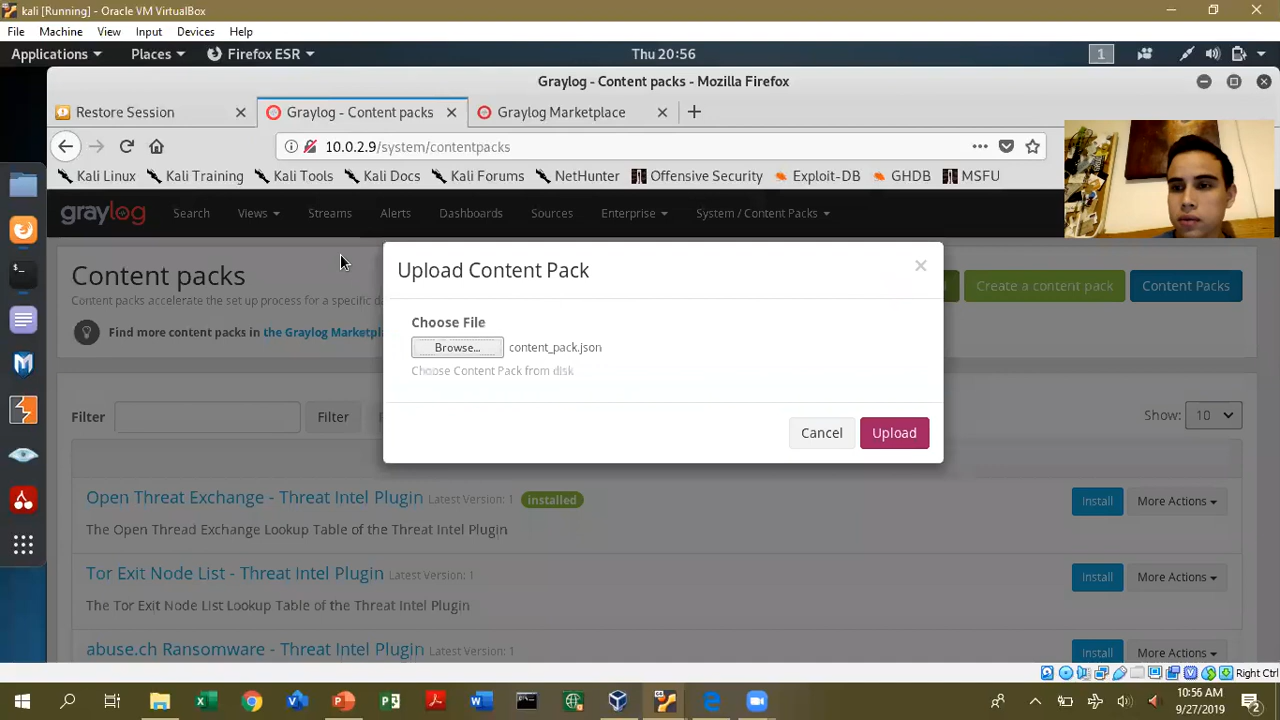 kali [Running] - Oracle VM VirtualBox
File Machine View Input Devices Help
Applications Places Firefox ESR Thu 20:56 1
Graylog - Content packs - Mozilla Firefox
Restore Session Graylog - Content packs Graylog Marketplace
10.0.2.9/system/contentpacks
Kali Linux Kali Training Kali Tools Kali Docs Kali Forums NetHunter Offensive Security Exploit-DB GHDB MSFU
graylog Search Views Streams Alerts Dashboards Sources Enterprise System / Content Packs
Content packs
Content packs accelerate the set up process for a specific da
Find more content packs in the Graylog Marketpla
Create a content pack Content Packs
Upload Content Pack
Choose File
Browse... content_pack.json
Choose Content Pack from disk
Cancel Upload
Filter Filter Show: 10
Open Threat Exchange - Threat Intel Plugin Latest Version: 1 installed Install More Actions
The Open Thread Exchange Lookup Table of the Threat Intel Plugin
Tor Exit Node List - Threat Intel Plugin Latest Version: 1 Install More Actions
The Tor Exit Node List Lookup Table of the Threat Intel Plugin
abuse.ch Ransomware - Threat Intel Plugin Latest Version: 1 Install More Actions
Right Ctrl
10:56 AM
9/27/2019
2